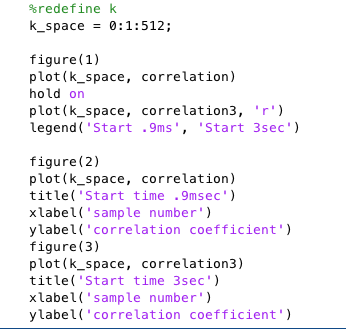 %redefine k
k_space = 0:1:512;
figure(1)
plot(k_space, correlation)
hold on
plot(k_space, correlation3, 'r')
legend('Start .9ms', 'Start 3sec')
figure(2)
plot(k_space, correlation)
title('Start time .9msec')
xlabel('sample number')
ylabel('correlation coefficient')
figure(3)
plot(k_space, correlation3)
title('Start time 3sec')
xlabel('sample number')
ylabel('correlation coefficient')